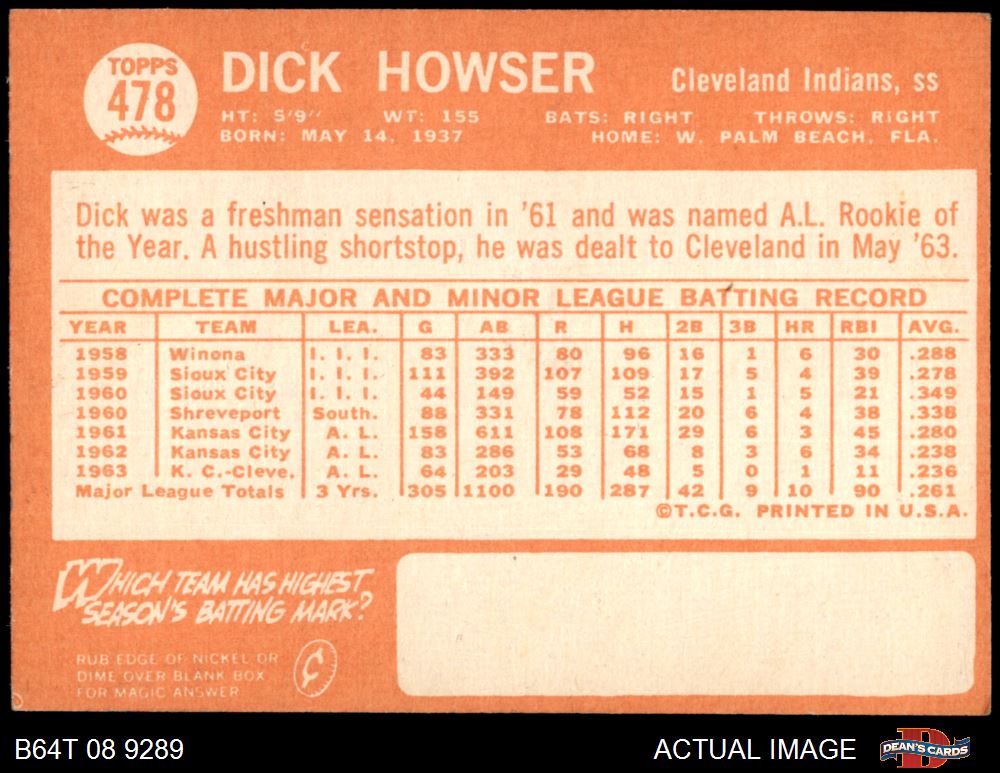 TOPPS
478
DICK HOWSER
Cleveland Indians, ss
HT: 5'9" WT: 155 BATS: RIGHT THROWS: RIGHT
BORN: MAY 14, 1937 HOME: W. PALM BEACH, FLA.
Dick was a freshman sensation in '61 and was named A.L. Rookie of
the Year. A hustling shortstop, he was dealt to Cleveland in May '63.
COMPLETE MAJOR AND MINOR LEAGUE BATTING RECORD
YEAR TEAM LEA. G AB R H 2B 3B HR RBI AVG.
1958 Winona I. I. I. 83 333 80 96 16 1 6 30 .288
1959 Sioux City I. I. I. 111 392 107 109 17 5 4 39 .278
1960 Sioux City I. I. I. 44 149 59 52 15 1 5 21 .349
1960 Shreveport South. 88 331 78 112 20 6 4 38 .338
1961 Kansas City A. L. 158 611 108 171 29 6 3 45 .280
1962 Kansas City A. L. 83 286 53 68 8 3 6 34 .238
1963 K. C.-Cleve. A. L. 64 203 29 48 5 0 1 11 .236
Major League Totals 3 Yrs. 305 1100 190 287 42 9 10 90 .261
©T.C.G. PRINTED IN U.S.A.
WHICH TEAM HAS HIGHEST
SEASON'S BATTING MARK?
RUB EDGE OF NICKEL OR
DIME OVER BLANK BOX
FOR MAGIC ANSWER
¢
B64T 08 9289
ACTUAL IMAGE
DEAN'S CARDS